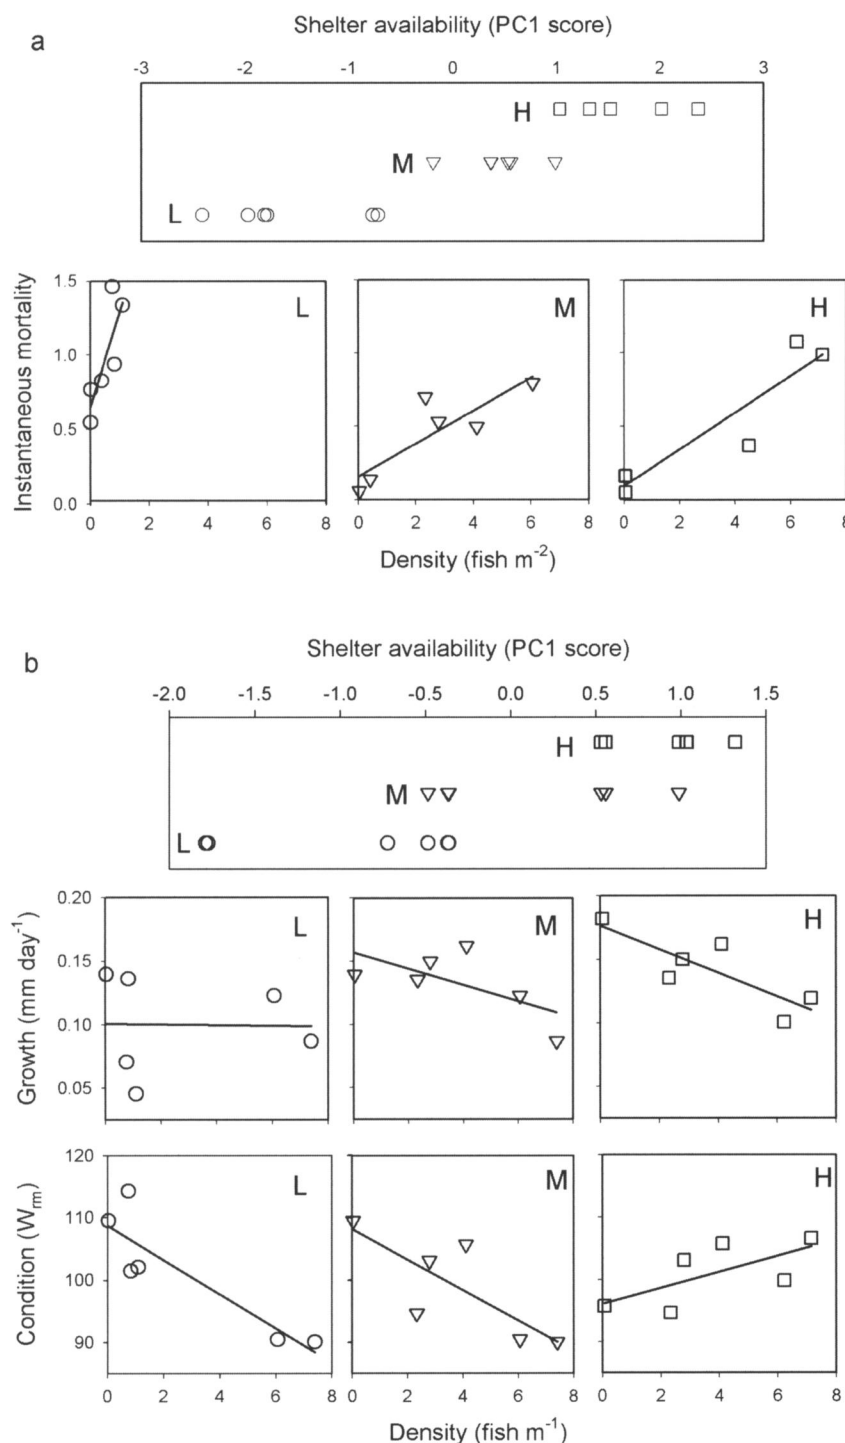 Shelter availability (PC1 score)
a
-3 -2 -1 0 1 2 3
H
M
L
1.5
1.0
0.5
0.0
Instantaneous mortality
L
M
H
0 2 4 6 8
0 2 4 6 8
0 2 4 6 8
Density (fish m-2)
Shelter availability (PC1 score)
b
-2.0 -1.5 -1.0 -0.5 0.0 0.5 1.0 1.5
H
M
L
0.20
0.15
0.10
0.05
Growth (mm day-1)
L
M
H
120
110
100
90
Condition (Wrm)
L
M
H
0 2 4 6 8
0 2 4 6 8
0 2 4 6 8
Density (fish m-1)